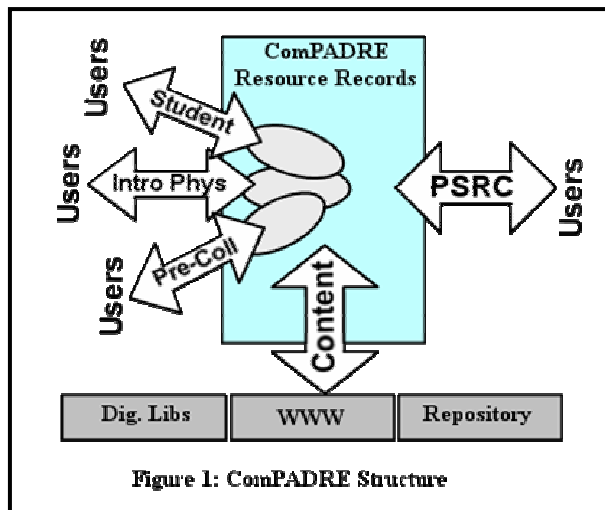 ComPADRE
Resource Records
Users
Student
Users
Intro Phys
Users
Pre-Coll
PSRC
Users
Content
Dig. Libs
WWW
Repository
Figure 1: ComPADRE Structure